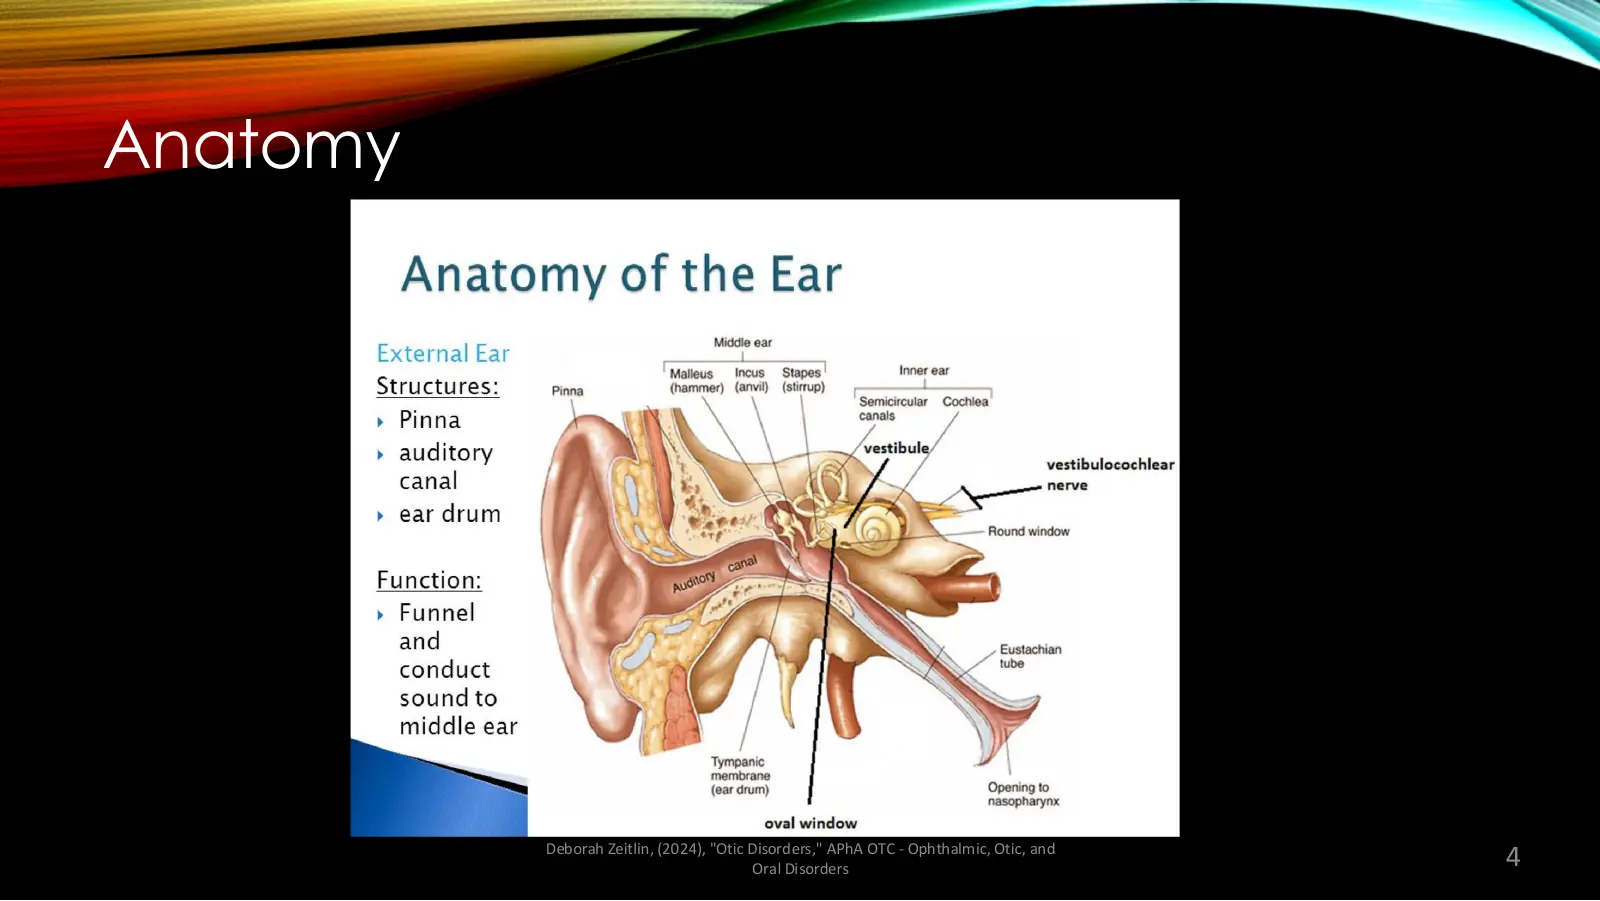 Anatomy
Anatomy of the Ear
External Ear
Structures:
Pinna
auditory
canal
ear drum
Function:
Funnel
and
conduct
sound to
middle ear
Middle ear
Malleus
(hammer)
Incus
(anvil)
Stapes
(stirrup)
Inner ear
Semicircular
canals
Cochlea
Pinna
vestibule
vestibulocochlear
nerve
Round window
Auditory canal
Eustachian
tube
Tympanic
membrane
(ear drum)
Opening to
nasopharynx
oval window
Deborah Zeitlin, (2024), "Otic Disorders," APhA OTC - Ophthalmic, Otic, and
Oral Disorders
4